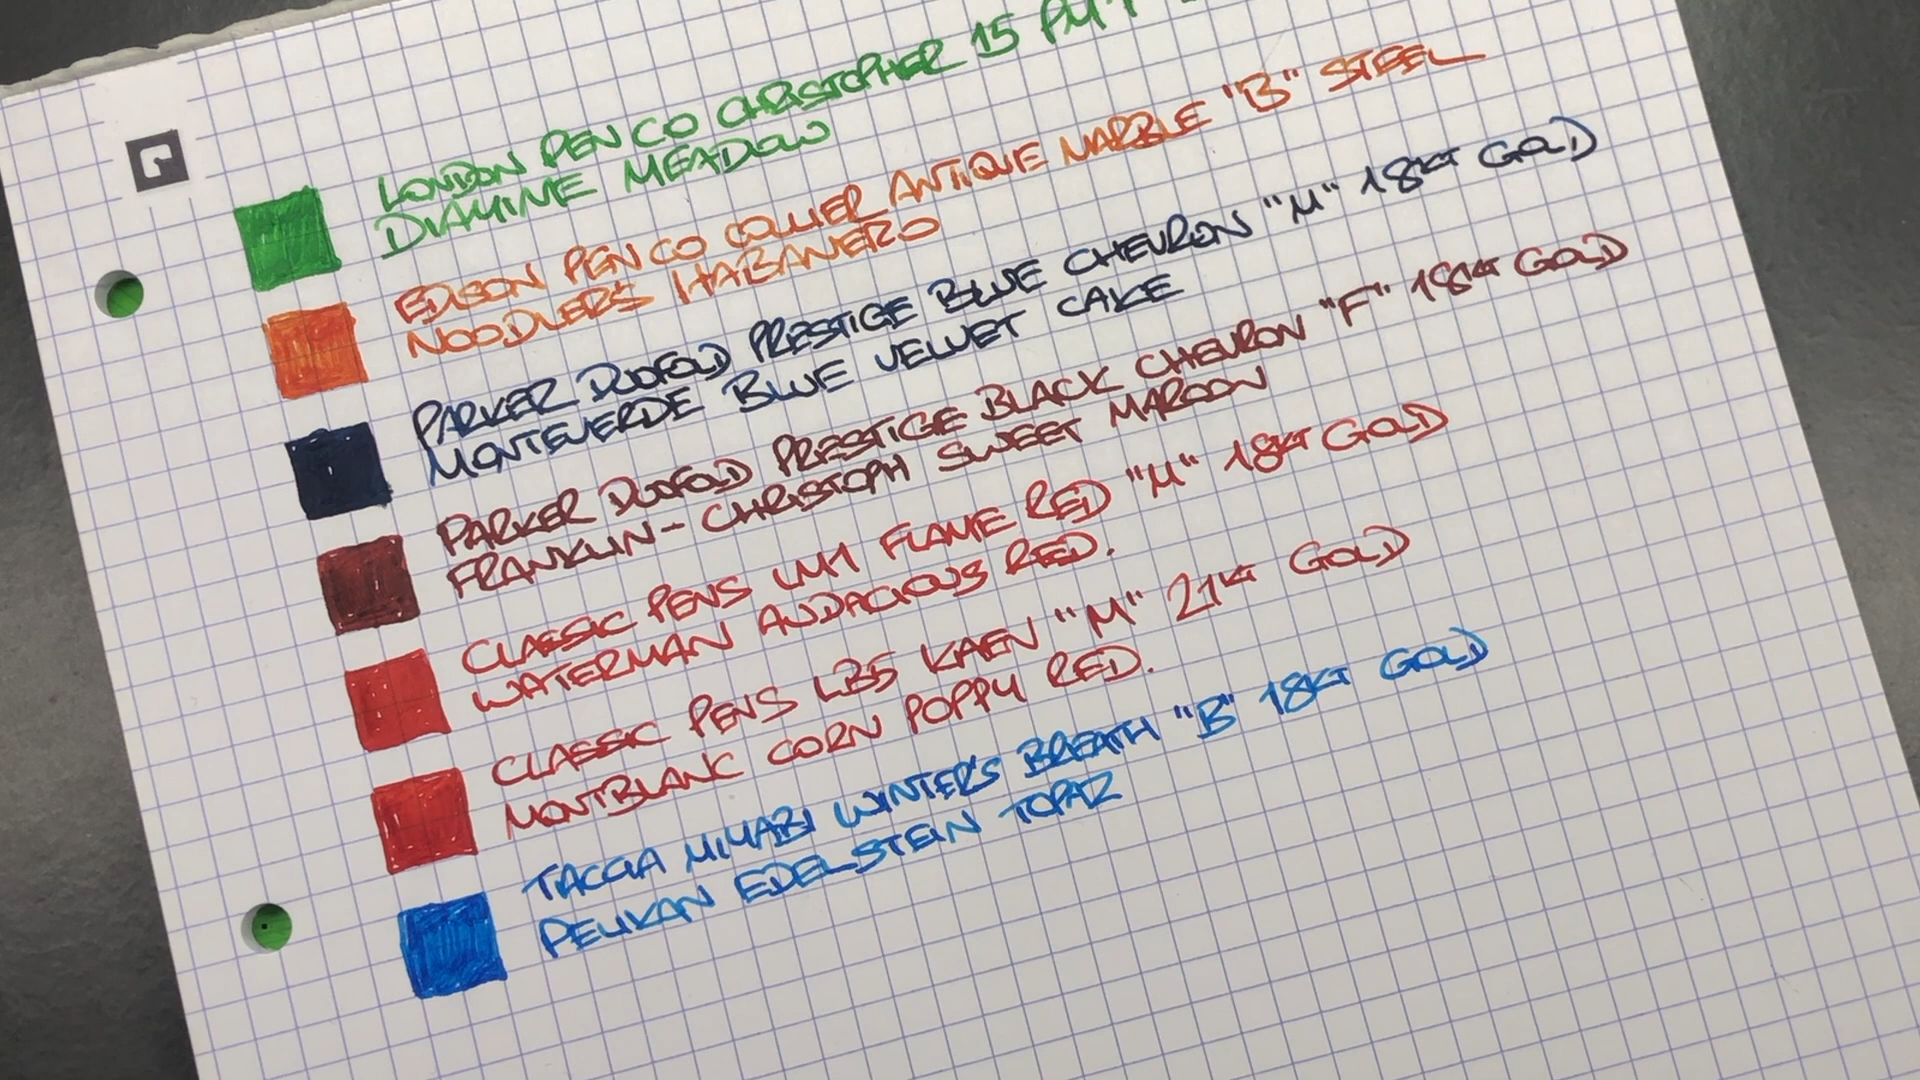 LONDON PEN CO CHRISTOPHER 15
DIAMINE MEADOW
EDISON PEN CO COLLIER ANTIQUE MARBLE "B" STEEL
NOODLERS HABANERO
PARKER DUOFOLD PRESTIGE BLUE CHEVRON "M" 18KT GOLD
MONTEVERDE BLUE VELVET CAKE
PARKER DUOFOLD PRESTIGE BLACK CHEVRON "F" 18KT GOLD
FRANKLIN-CHRISTOPH SWEET MAROON
CLASSIC PENS LM1 FLAME RED "M" 18KT GOLD
WATERMAN AUDACIOUS RED.
CLASSIC PENS LB5 KAEN "M" 21KT GOLD
MONTBLANC CORN POPPY RED.
TACCIA MIYABI WINTER'S BREATH "B" 18KT GOLD
PELIKAN EDELSTEIN TOPAZ